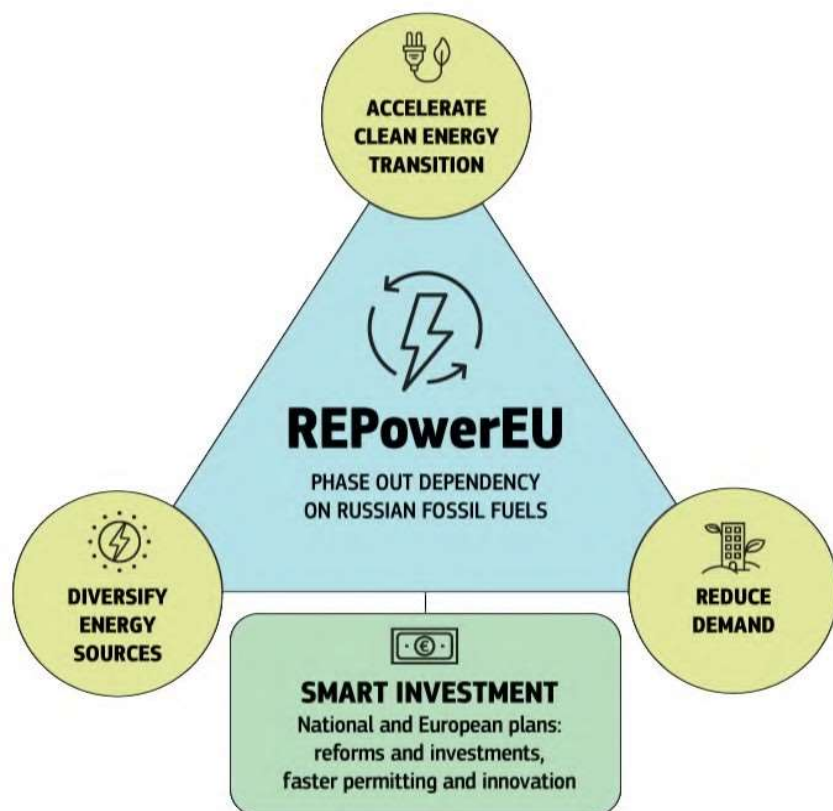 ACCELERATE
CLEAN ENERGY
TRANSITION
REPowerEU
PHASE OUT DEPENDENCY
ON RUSSIAN FOSSIL FUELS
DIVERSIFY
ENERGY
SOURCES
REDUCE
DEMAND
€
SMART INVESTMENT
National and European plans:
reforms and investments,
faster permitting and innovation